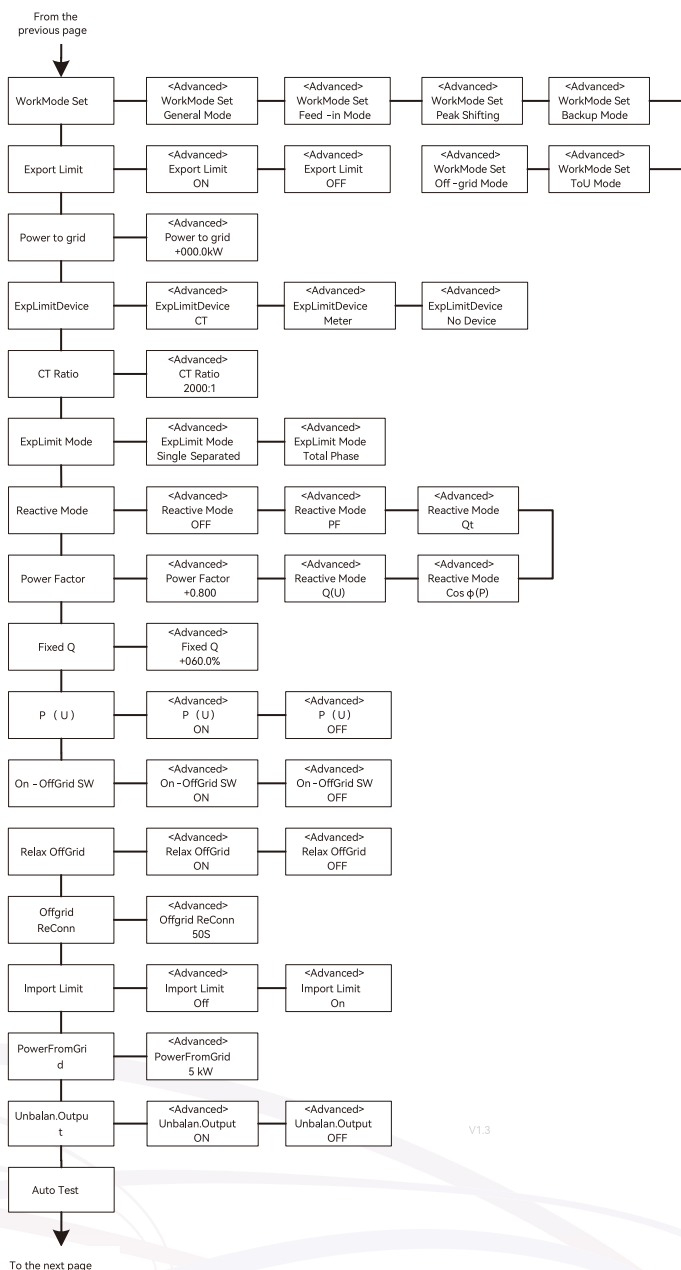 From the
previous page
WorkMode Set
<Advanced>
WorkMode Set
General Mode
<Advanced>
WorkMode Set
Feed -in Mode
<Advanced>
WorkMode Set
Peak Shifting
<Advanced>
WorkMode Set
Backup Mode
Export Limit
<Advanced>
Export Limit
ON
<Advanced>
Export Limit
OFF
<Advanced>
WorkMode Set
Off -grid Mode
<Advanced>
WorkMode Set
ToU Mode
Power to grid
<Advanced>
Power to grid
+000.0kW
ExpLimitDevice
<Advanced>
ExpLimitDevice
CT
<Advanced>
ExpLimitDevice
Meter
<Advanced>
ExpLimitDevice
No Device
CT Ratio
<Advanced>
CT Ratio
2000:1
ExpLimit Mode
<Advanced>
ExpLimit Mode
Single Separated
<Advanced>
ExpLimit Mode
Total Phase
Reactive Mode
<Advanced>
Reactive Mode
OFF
<Advanced>
Reactive Mode
PF
<Advanced>
Reactive Mode
Qt
Power Factor
<Advanced>
Power Factor
+0.800
<Advanced>
Reactive Mode
Q(U)
<Advanced>
Reactive Mode
Cos φ(P)
Fixed Q
<Advanced>
Fixed Q
+060.0%
P (U)
<Advanced>
P (U)
ON
<Advanced>
P (U)
OFF
On -OffGrid SW
<Advanced>
On -OffGrid SW
ON
<Advanced>
On -OffGrid SW
OFF
Relax OffGrid
<Advanced>
Relax OffGrid
ON
<Advanced>
Relax OffGrid
OFF
Offgrid
ReConn
<Advanced>
Offgrid ReConn
50S
Import Limit
<Advanced>
Import Limit
Off
<Advanced>
Import Limit
On
PowerFromGri
d
<Advanced>
PowerFromGrid
5 kW
Unbalan.Outpu
t
<Advanced>
Unbalan.Output
ON
<Advanced>
Unbalan.Output
OFF
V1.3
Auto Test
To the next page